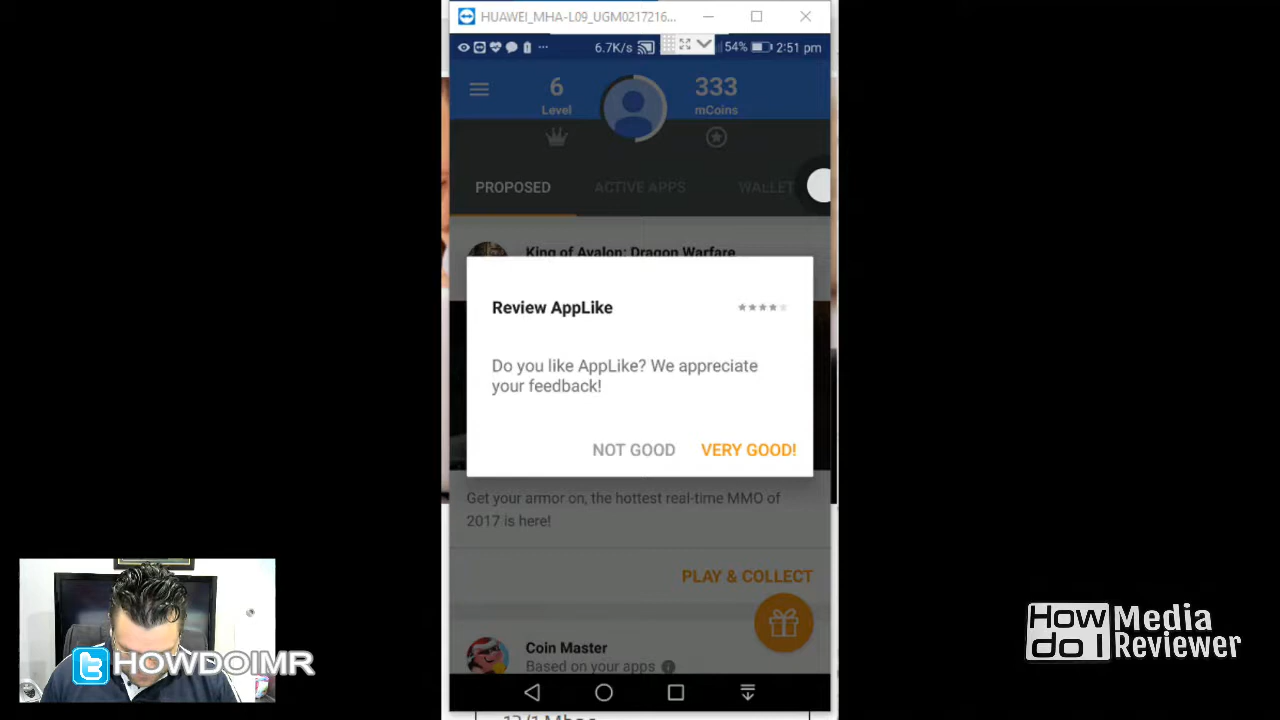 HUAWEI_MHA-L09_UGM0217216...
6.7K/s 54% 2:51 pm
6 333
Level mCoins
PROPOSED ACTIVE APPS WALLET
King of Avalon: Dragon Warfare
Review AppLike
Do you like AppLike? We appreciate
your feedback!
NOT GOOD VERY GOOD!
Get your armor on, the hottest real-time MMO of
2017 is here!
PLAY & COLLECT
Coin Master
Based on your apps
HOWDOIMR
How Media
do I Reviewer